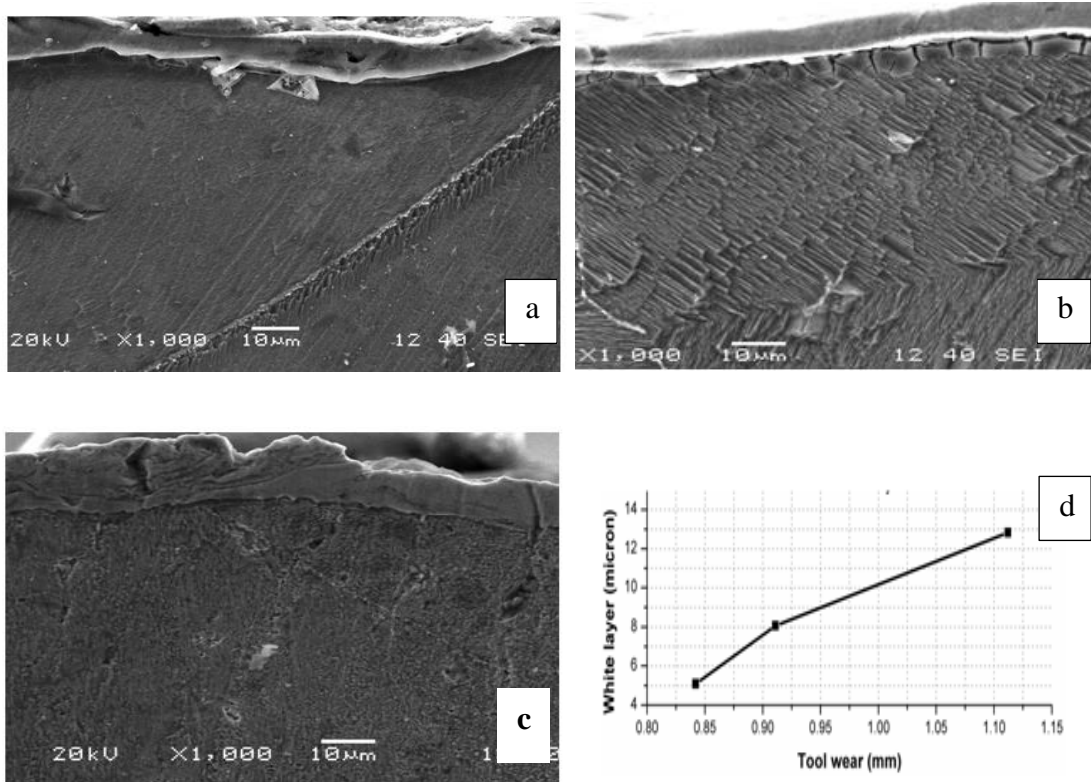 a
20kV X1,000 10µm 12 40 SEI
b
X1,000 10µm 12 40 SEI
c
20kV X1,000 10µm
d
White layer (micron)
14
12
10
8
6
4
0.80 0.85 0.90 0.95 1.00 1.05 1.10 1.15
Tool wear (mm)